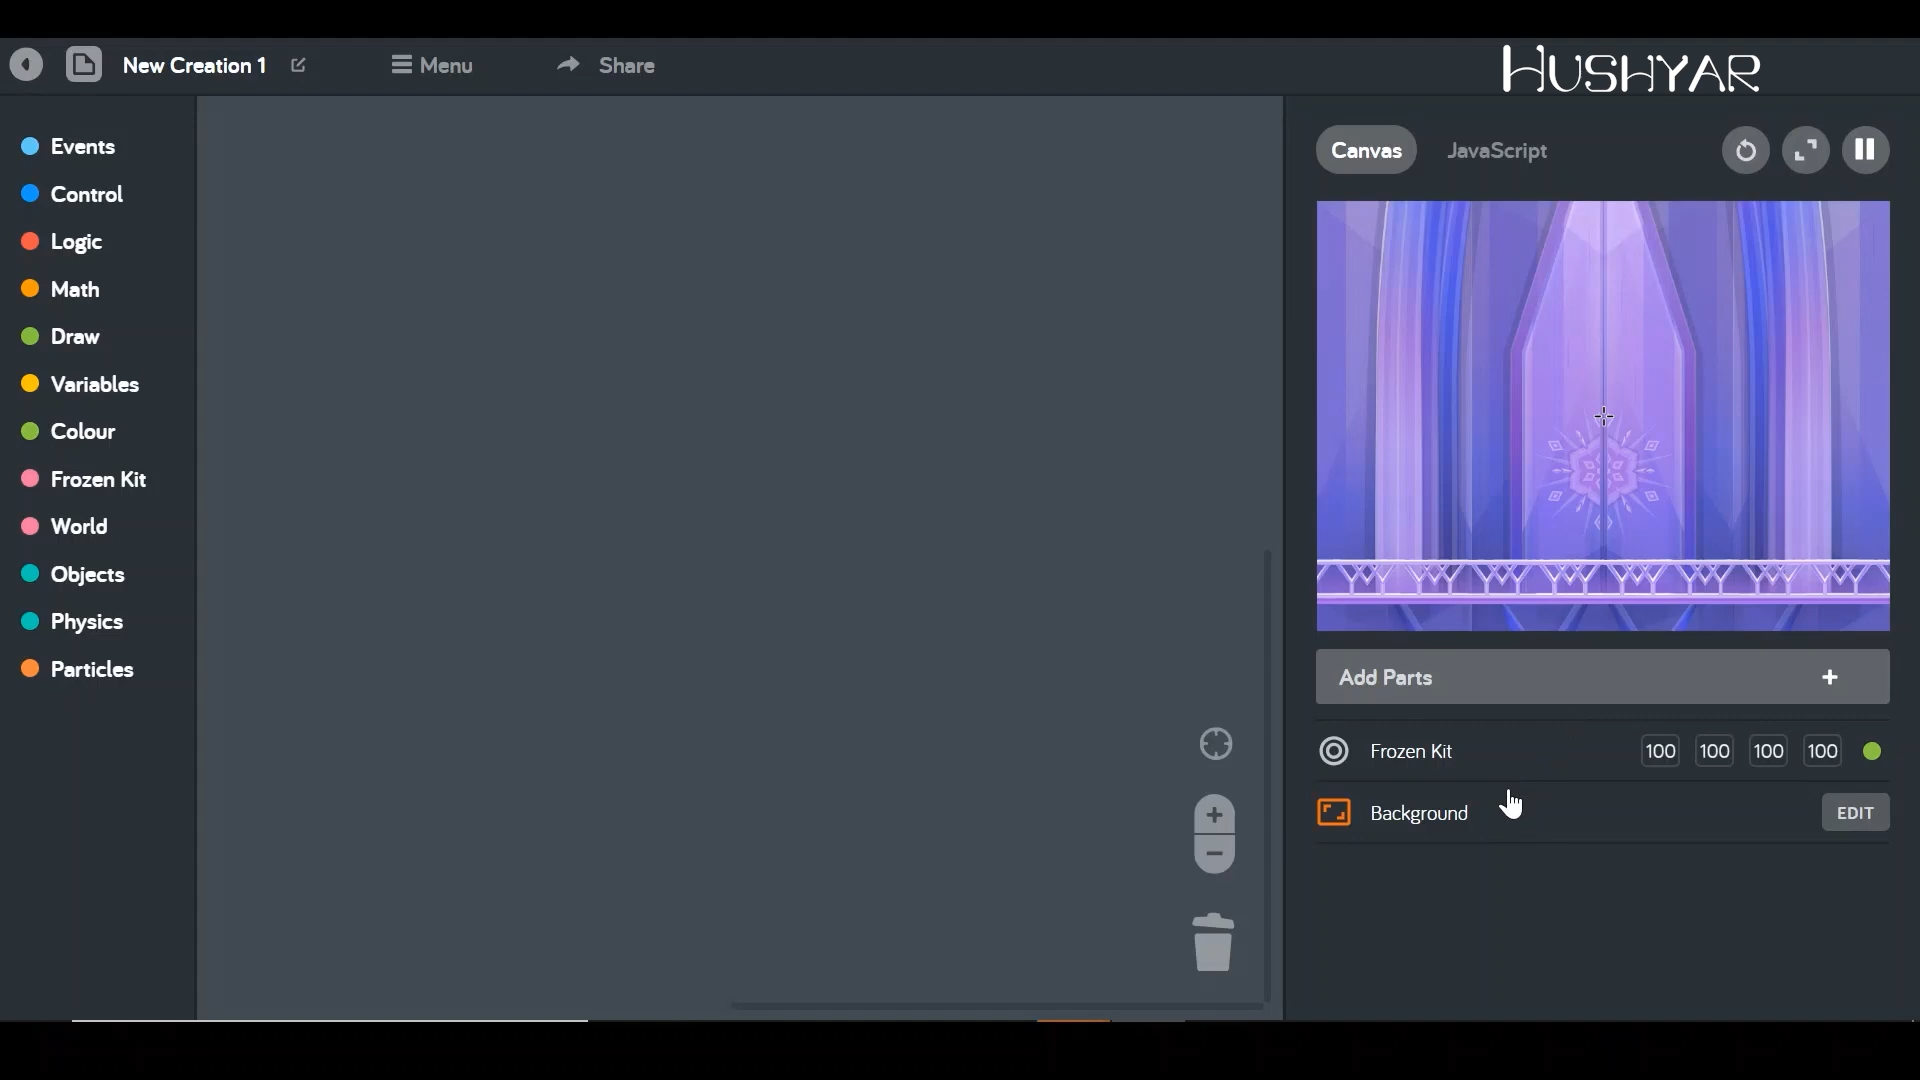 New Creation 1
Menu
Share
HUSHYAR
Events
Control
Logic
Math
Draw
Variables
Colour
Frozen Kit
World
Objects
Physics
Particles
Canvas
JavaScript
Add Parts +
Frozen Kit 100 100 100 100
Background EDIT